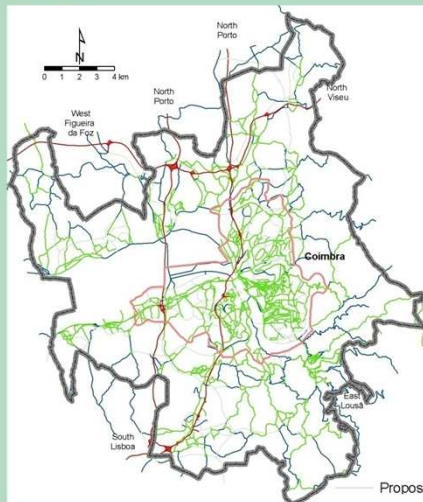 North
Porto
N
0 1 2 3 4 km
North
Porto
West
Figueira
da Foz
North
Viseu
Coimbra
East
Lousã
South
Lisboa
Propos